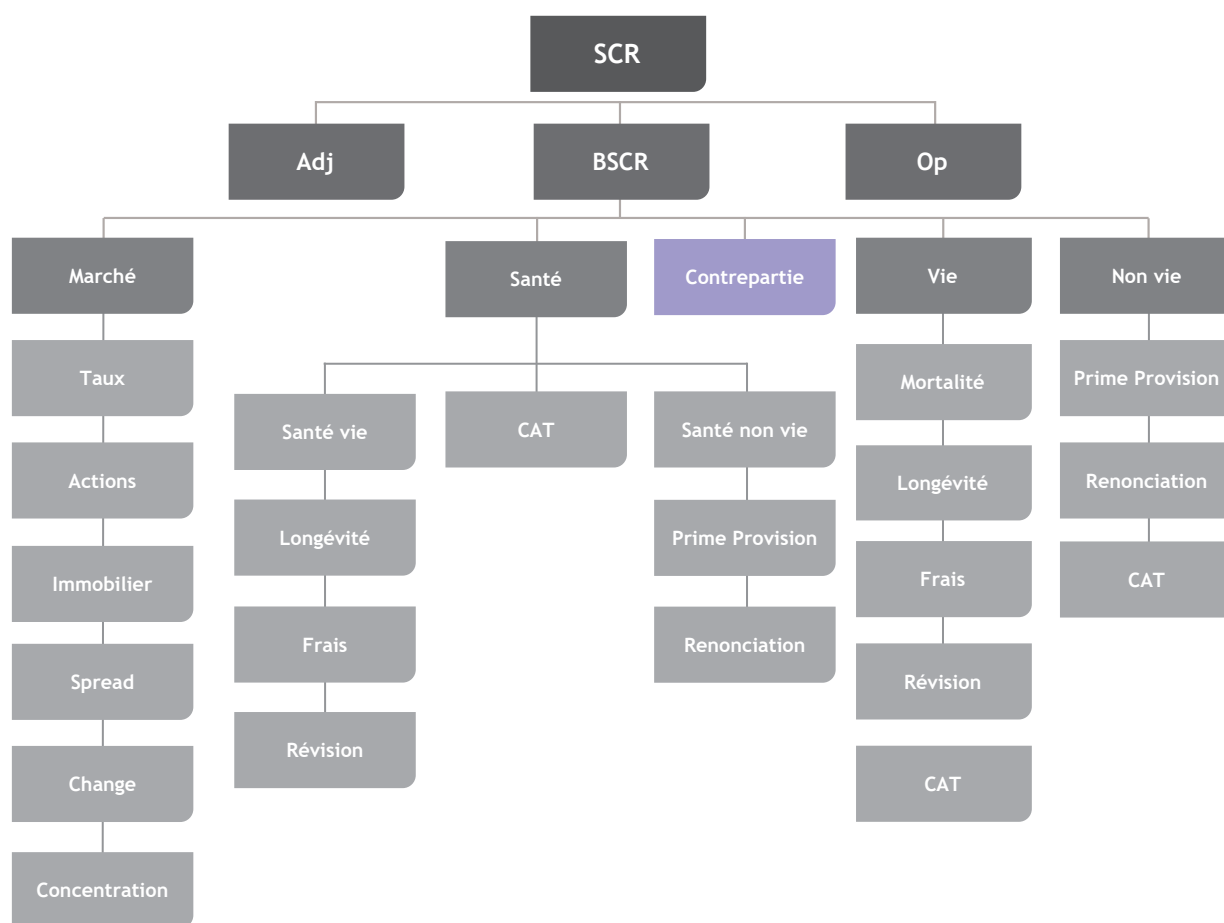 SCR
Adj
BSCR
Op
Marché
Santé
Contrepartie
Vie
Non vie
Taux
Actions
Immobilier
Spread
Change
Concentration
Santé vie
Longévité
Frais
Révision
CAT
Santé non vie
Prime Provision
Renonciation
Mortalité
Longévité
Frais
Révision
CAT
Prime Provision
Renonciation
CAT